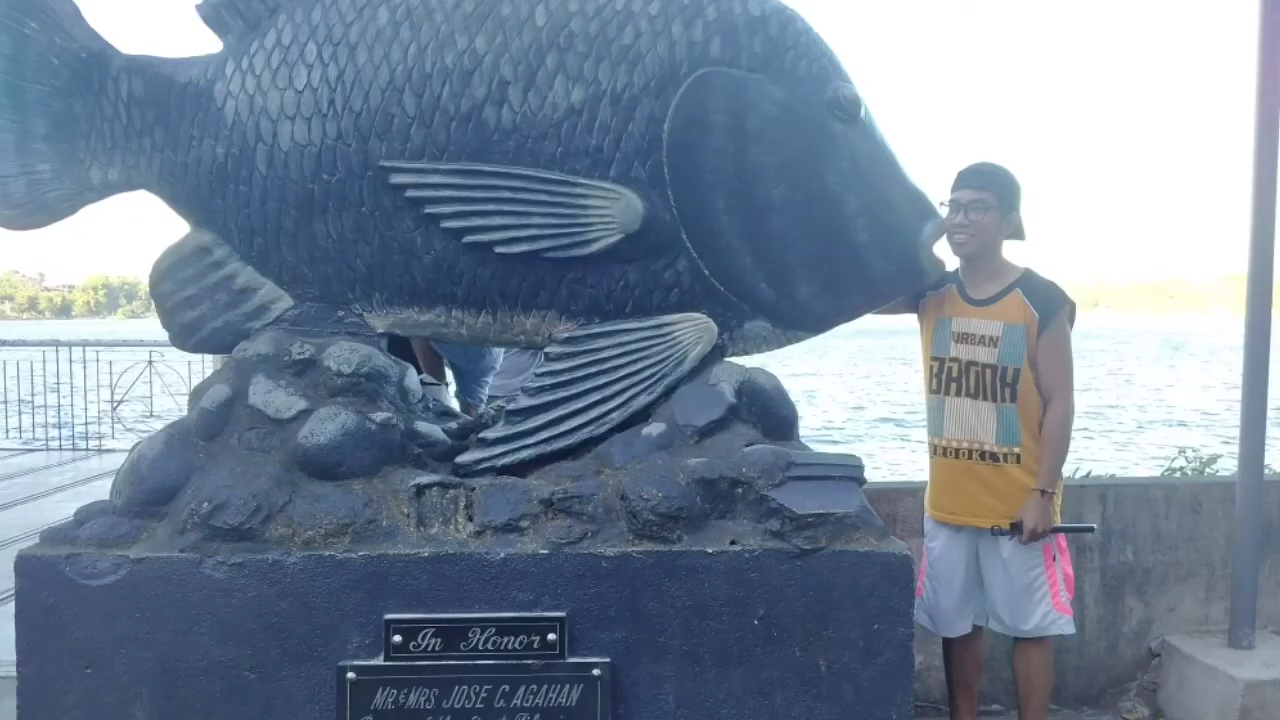 URBAN
BRONX
BROOKLYN
In Honor
MR. & MRS. JOSE C. AGAHAN